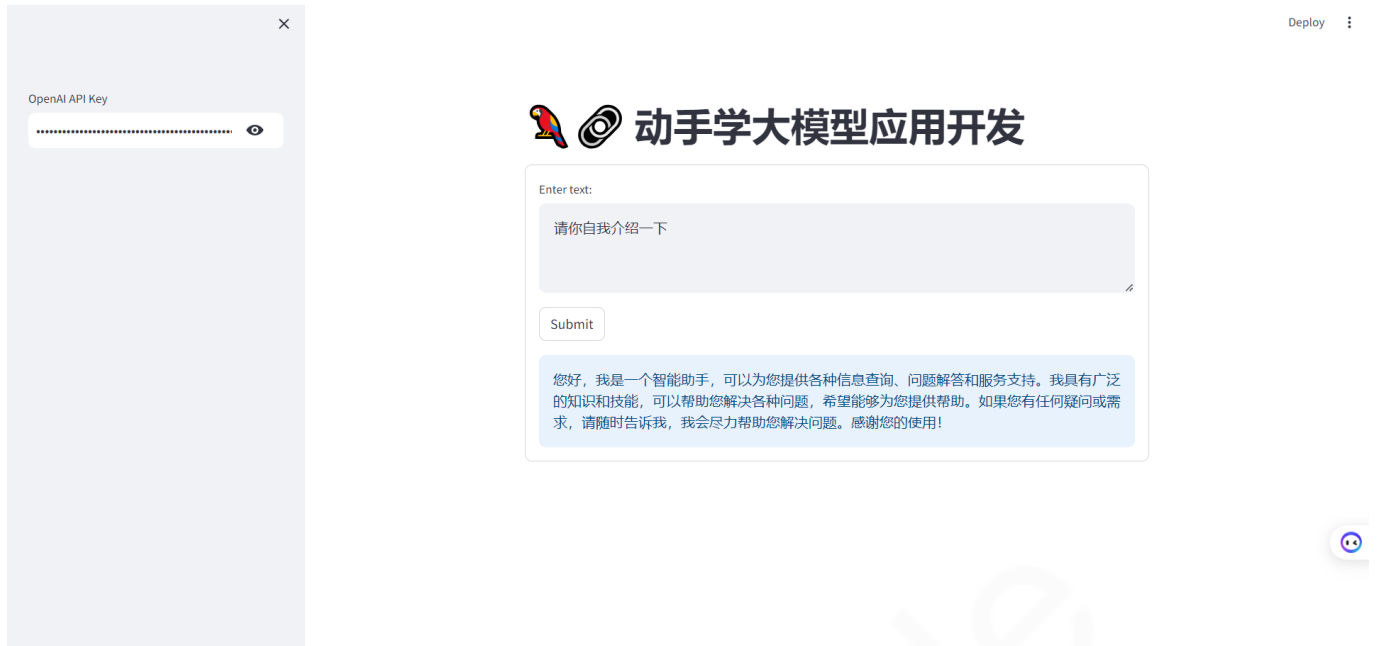 Deploy
OpenAI API Key
🦜🔗 动手学大模型应用开发
Enter text:
请你自我介绍一下
Submit
您好，我是一个智能助手，可以为您提供各种信息查询、问题解答和服务支持。我具有广泛
的知识和技能，可以帮助您解决各种问题，希望能够为您提供帮助。如果您有任何疑问或需
求，请随时告诉我，我会尽力帮助您解决问题。感谢您的使用！